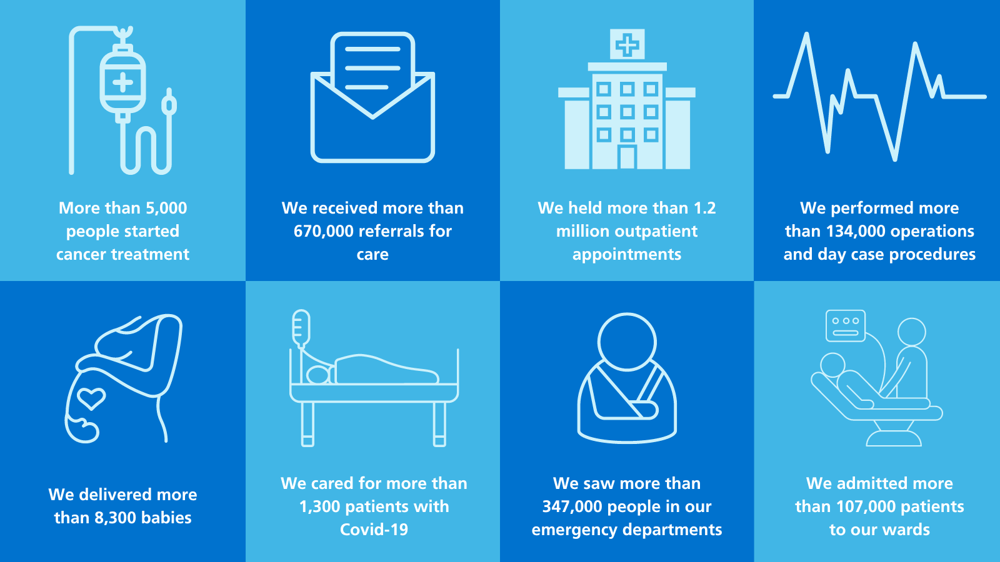 More than 5,000
people started
cancer treatment
We received more than
670,000 referrals for
care
We held more than 1.2
million outpatient
appointments
We performed more
than 134,000 operations
and day case procedures
We delivered more
than 8,300 babies
We cared for more than
1,300 patients with
Covid-19
We saw more than
347,000 people in our
emergency departments
We admitted more
than 107,000 patients
to our wards